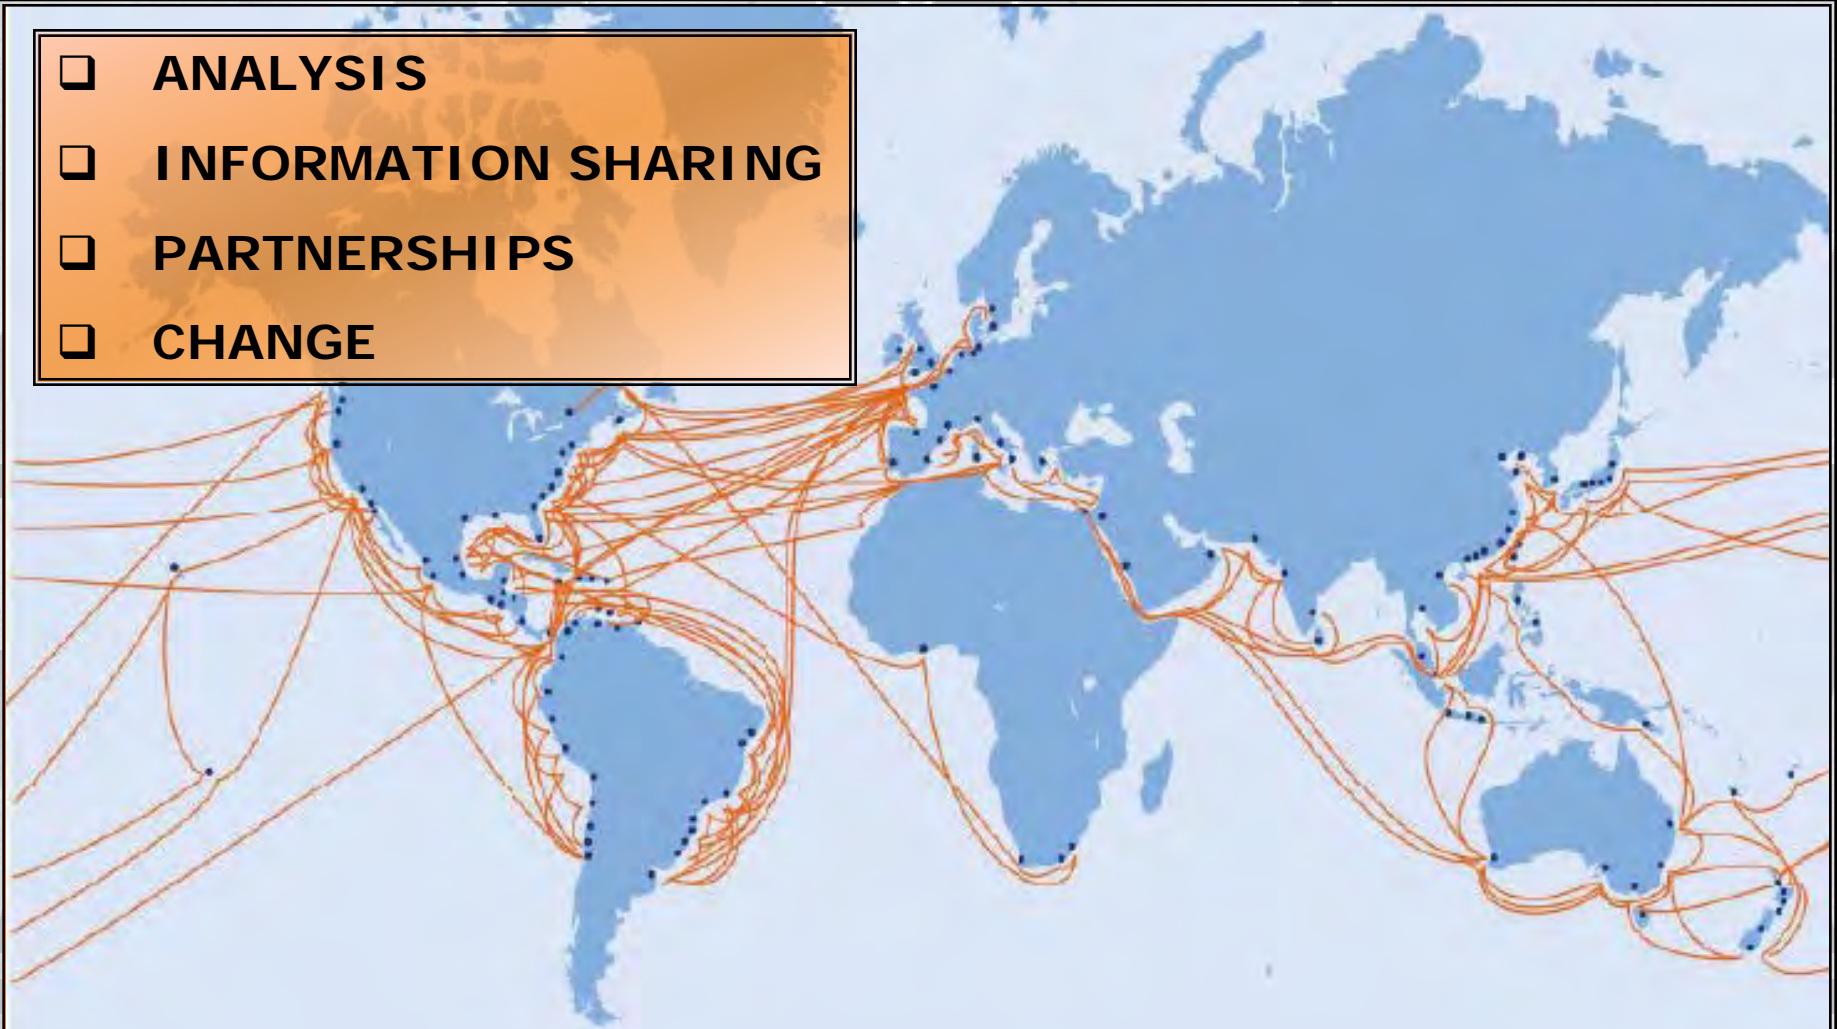 ❑ ANALYSIS
❑ INFORMATION SHARING
❑ PARTNERSHIPS
❑ CHANGE